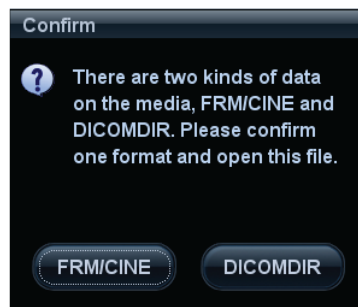 Confirm
There are two kinds of data
on the media, FRM/CINE and
DICOMDIR. Please confirm
one format and open this file.
FRM/CINE
DICOMDIR